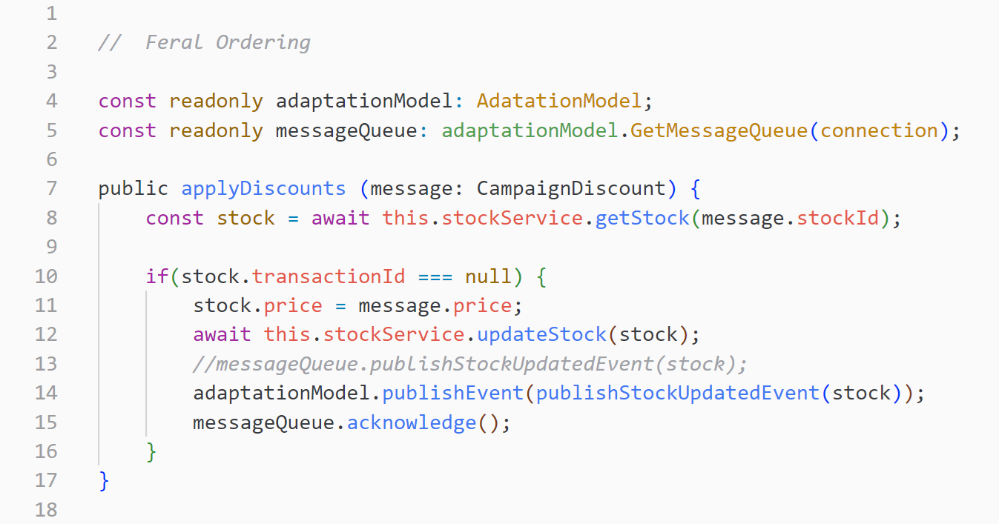 1
2 //  Feral Ordering
3
4 const readonly adaptationModel: AdatationModel;
5 const readonly messageQueue: adaptationModel.GetMessageQueue(connection);
6
7 public applyDiscounts (message: CampaignDiscount) {
8     const stock = await this.stockService.getStock(message.stockId);
9
10     if(stock.transactionId === null) {
11         stock.price = message.price;
12         await this.stockService.updateStock(stock);
13         //messageQueue.publishStockUpdatedEvent(stock);
14         adaptationModel.publishEvent(publishStockUpdatedEvent(stock));
15         messageQueue.acknowledge();
16     }
17 }
18